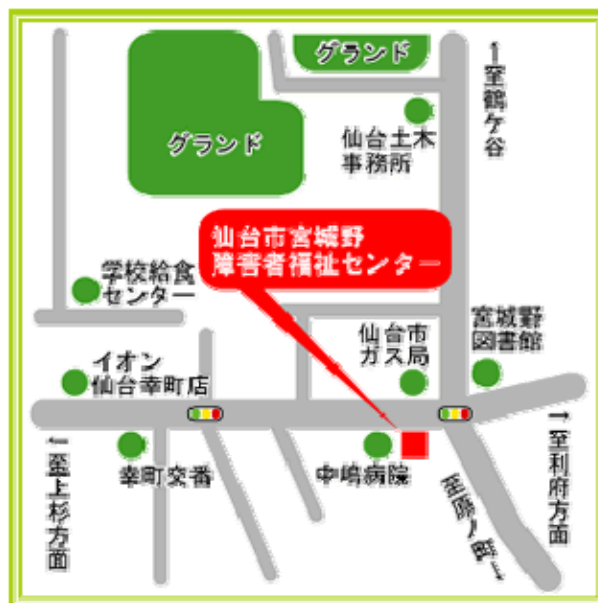 グランド
↑至鶴ケ谷
グランド
仙台土木
事務所
仙台市宮城野
障害者福祉センター
学校給食
センター
仙台市
ガス局
宮城野
図書館
イオン
仙台幸町店
←至上杉方面
幸町交番
中嶋病院
至原ノ町→
→至利府方面